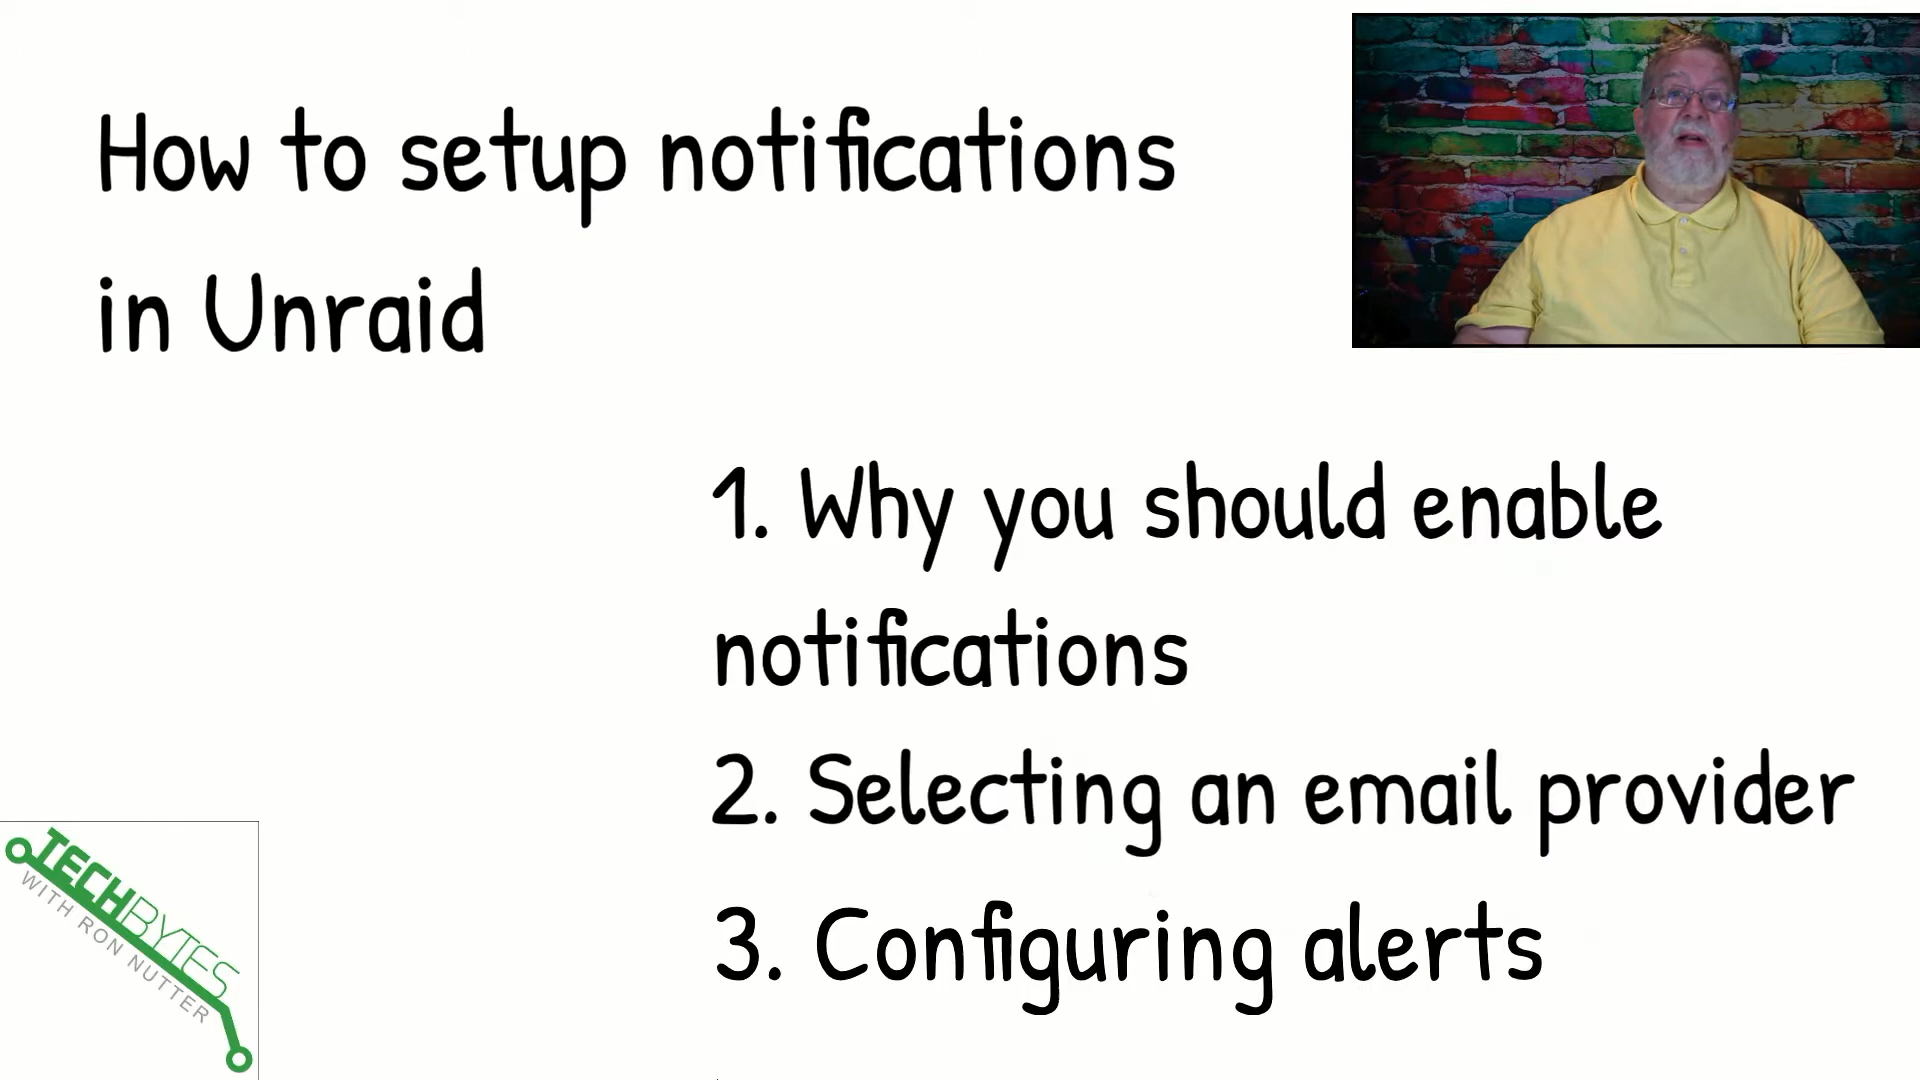 How to setup notifications
in Unraid
1. Why you should enable
notifications
2. Selecting an email provider
3. Configuring alerts
TECHBYTES
WITH RON NUTTER